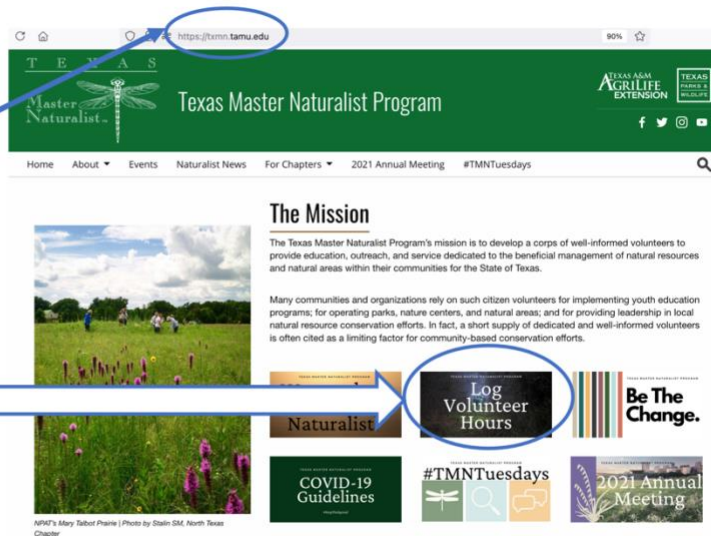 https://txmn.tamu.edu
90%
TEXAS
Master
Naturalist™
Texas Master Naturalist Program
TEXAS A&M
AGRILIFE
EXTENSION
TEXAS
PARKS &
WILDLIFE
Home About Events Naturalist News For Chapters 2021 Annual Meeting #TMNTuesdays
The Mission
The Texas Master Naturalist Program's mission is to develop a corps of well-informed volunteers to
provide education, outreach, and service dedicated to the beneficial management of natural resources
and natural areas within their communities for the State of Texas.
Many communities and organizations rely on such citizen volunteers for implementing youth education
programs; for operating parks, nature centers, and natural areas; and for providing leadership in local
natural resource conservation efforts. In fact, a short supply of dedicated and well-informed volunteers
is often cited as a limiting factor for community-based conservation efforts.
Naturalist
TEXAS MASTER NATURALIST PROGRAM
Log
Volunteer
Hours
TEXAS MASTER NATURALIST PROGRAM
Be The
Change.
TEXAS MASTER NATURALIST PROGRAM
COVID-19
Guidelines
TEXAS MASTER NATURALIST PROGRAM
#TMNTuesdays
TEXAS MASTER NATURALIST PROGRAM
2021 Annual
Meeting
NPAT's Mary Talbot Prairie | Photo by Stalin SM, North Texas
Chapter